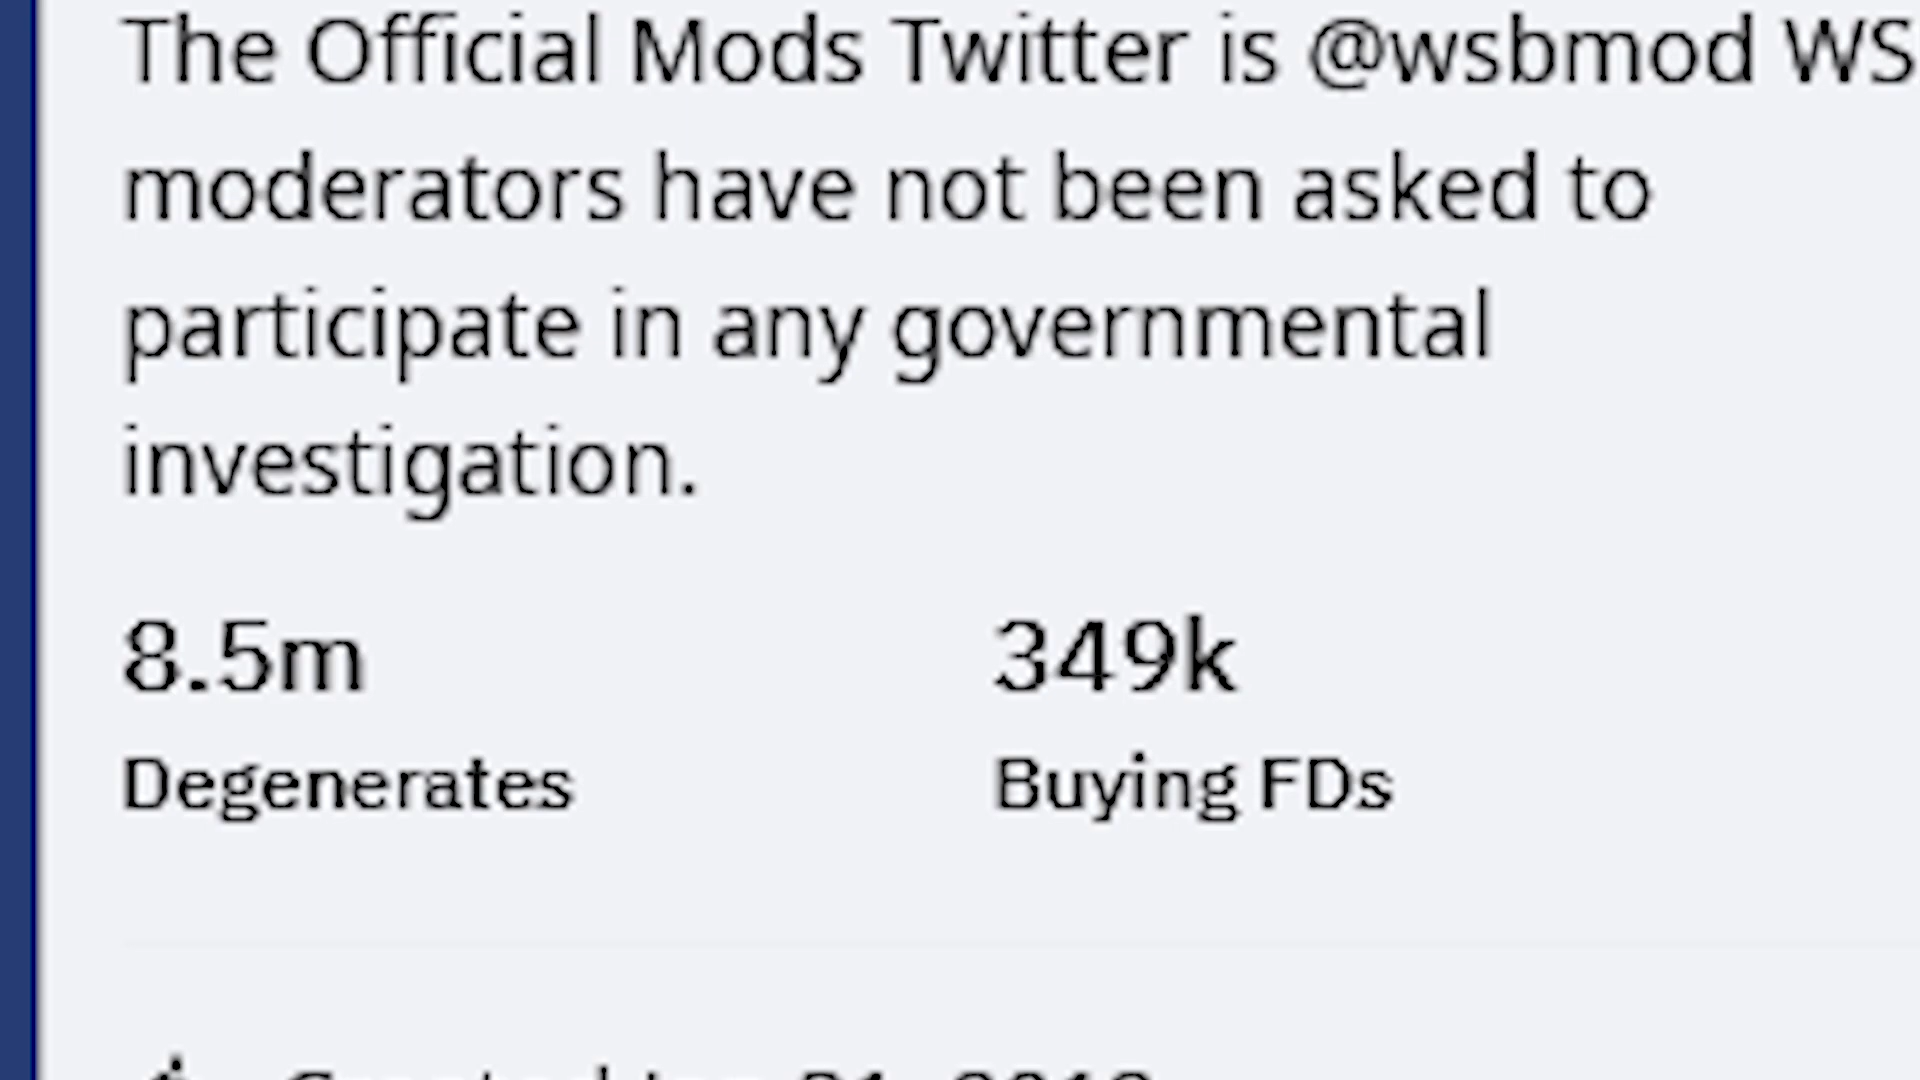 The Official Mods Twitter is @wsbmod WS
moderators have not been asked to
participate in any governmental
investigation.
8.5m
349k
Degenerates
Buying FDs